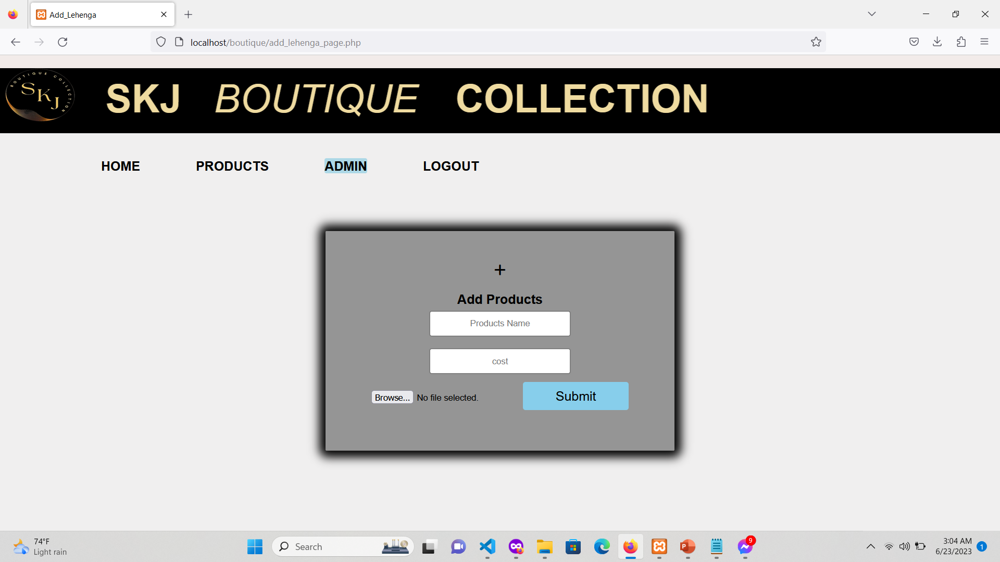 Add_Lehenga
localhost/boutique/add_lehenga_page.php
BOUTIQUE COLLECTION
SKJ
SKJ BOUTIQUE COLLECTION
HOME PRODUCTS ADMIN LOGOUT
+
Add Products
Products Name
cost
Browse... No file selected.
Submit
74°F
Light rain
Search
P
9
3:04 AM
6/23/2023
1